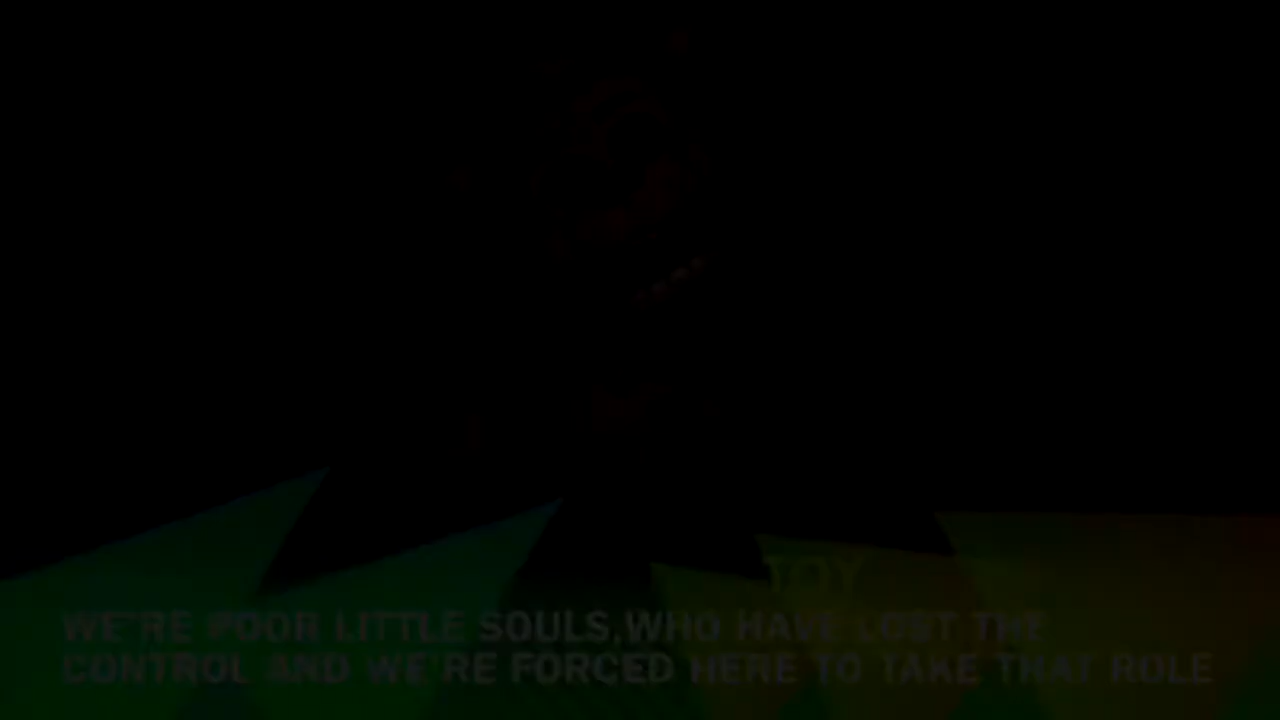 TOY
WE'RE POOR LITTLE SOULS,WHO HAVE LOST THE
CONTROL AND WE'RE FORCED HERE TO TAKE THAT ROLE